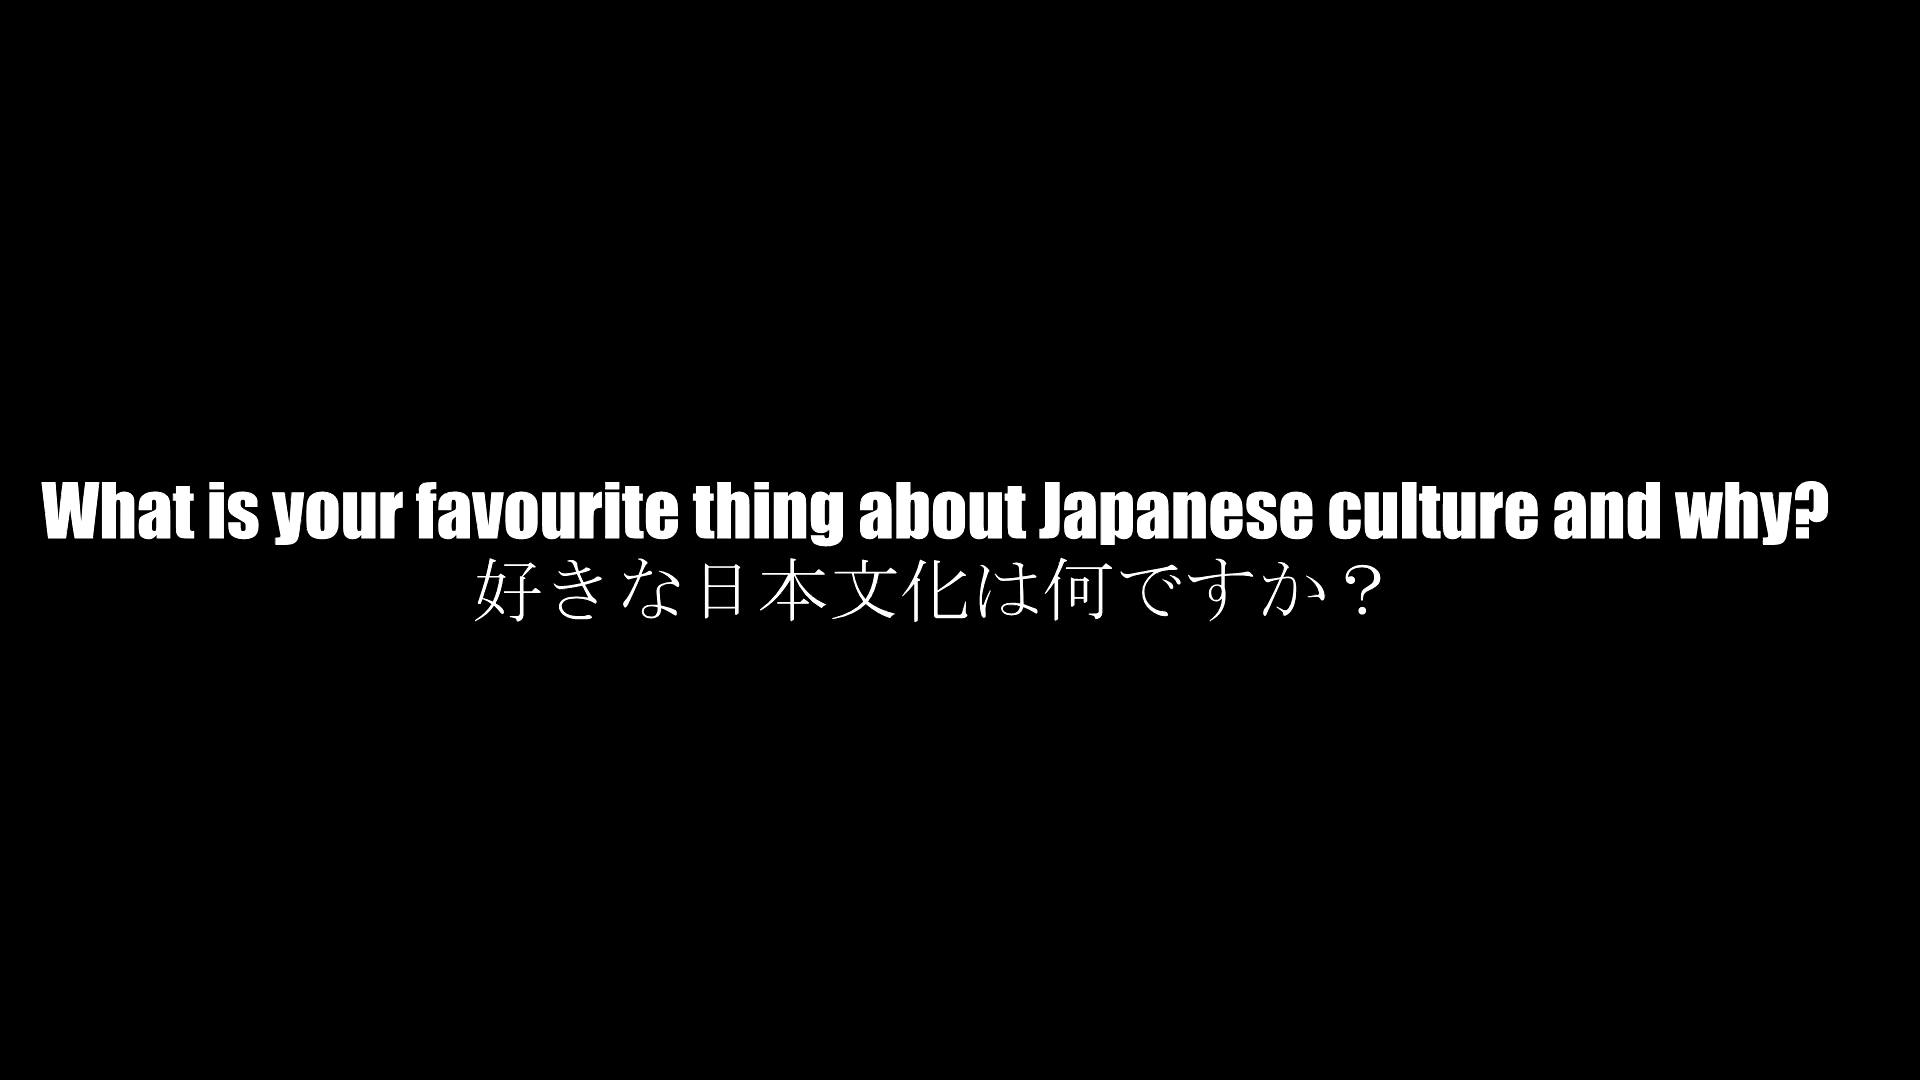 What is your favourite thing about Japanese culture and why?
好きな日本文化は何ですか？